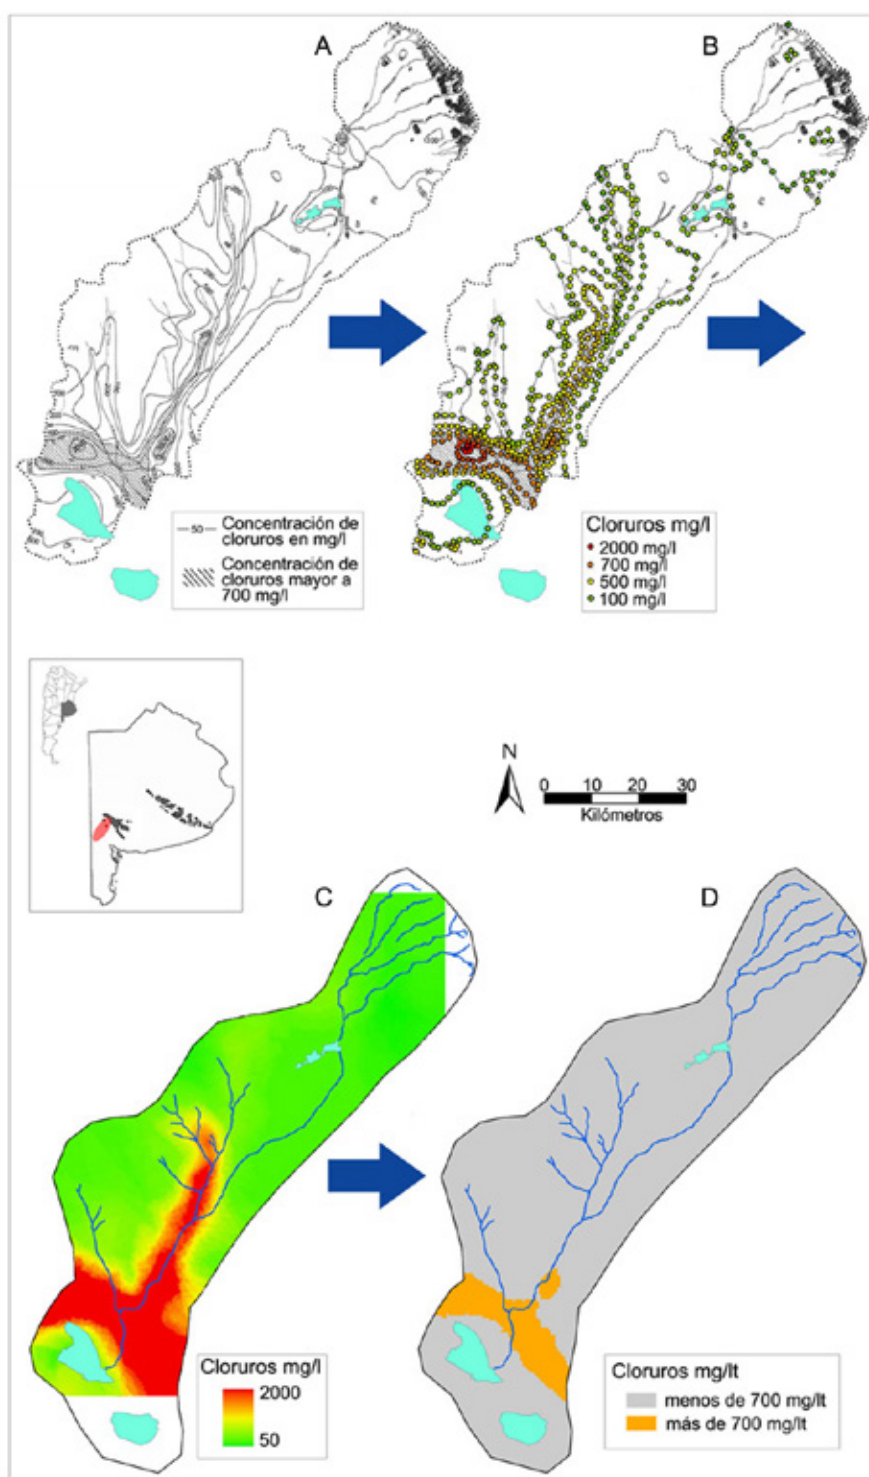 A
B
50
Concentración de
cloruros en mg/l
Concentración de
cloruros mayor a
700 mg/l
Cloruros mg/l
2000 mg/l
700 mg/l
500 mg/l
100 mg/l
N
0 10 20 30
Kilómetros
C
D
Cloruros mg/l
2000
50
Cloruros mg/lt
menos de 700 mg/lt
más de 700 mg/lt